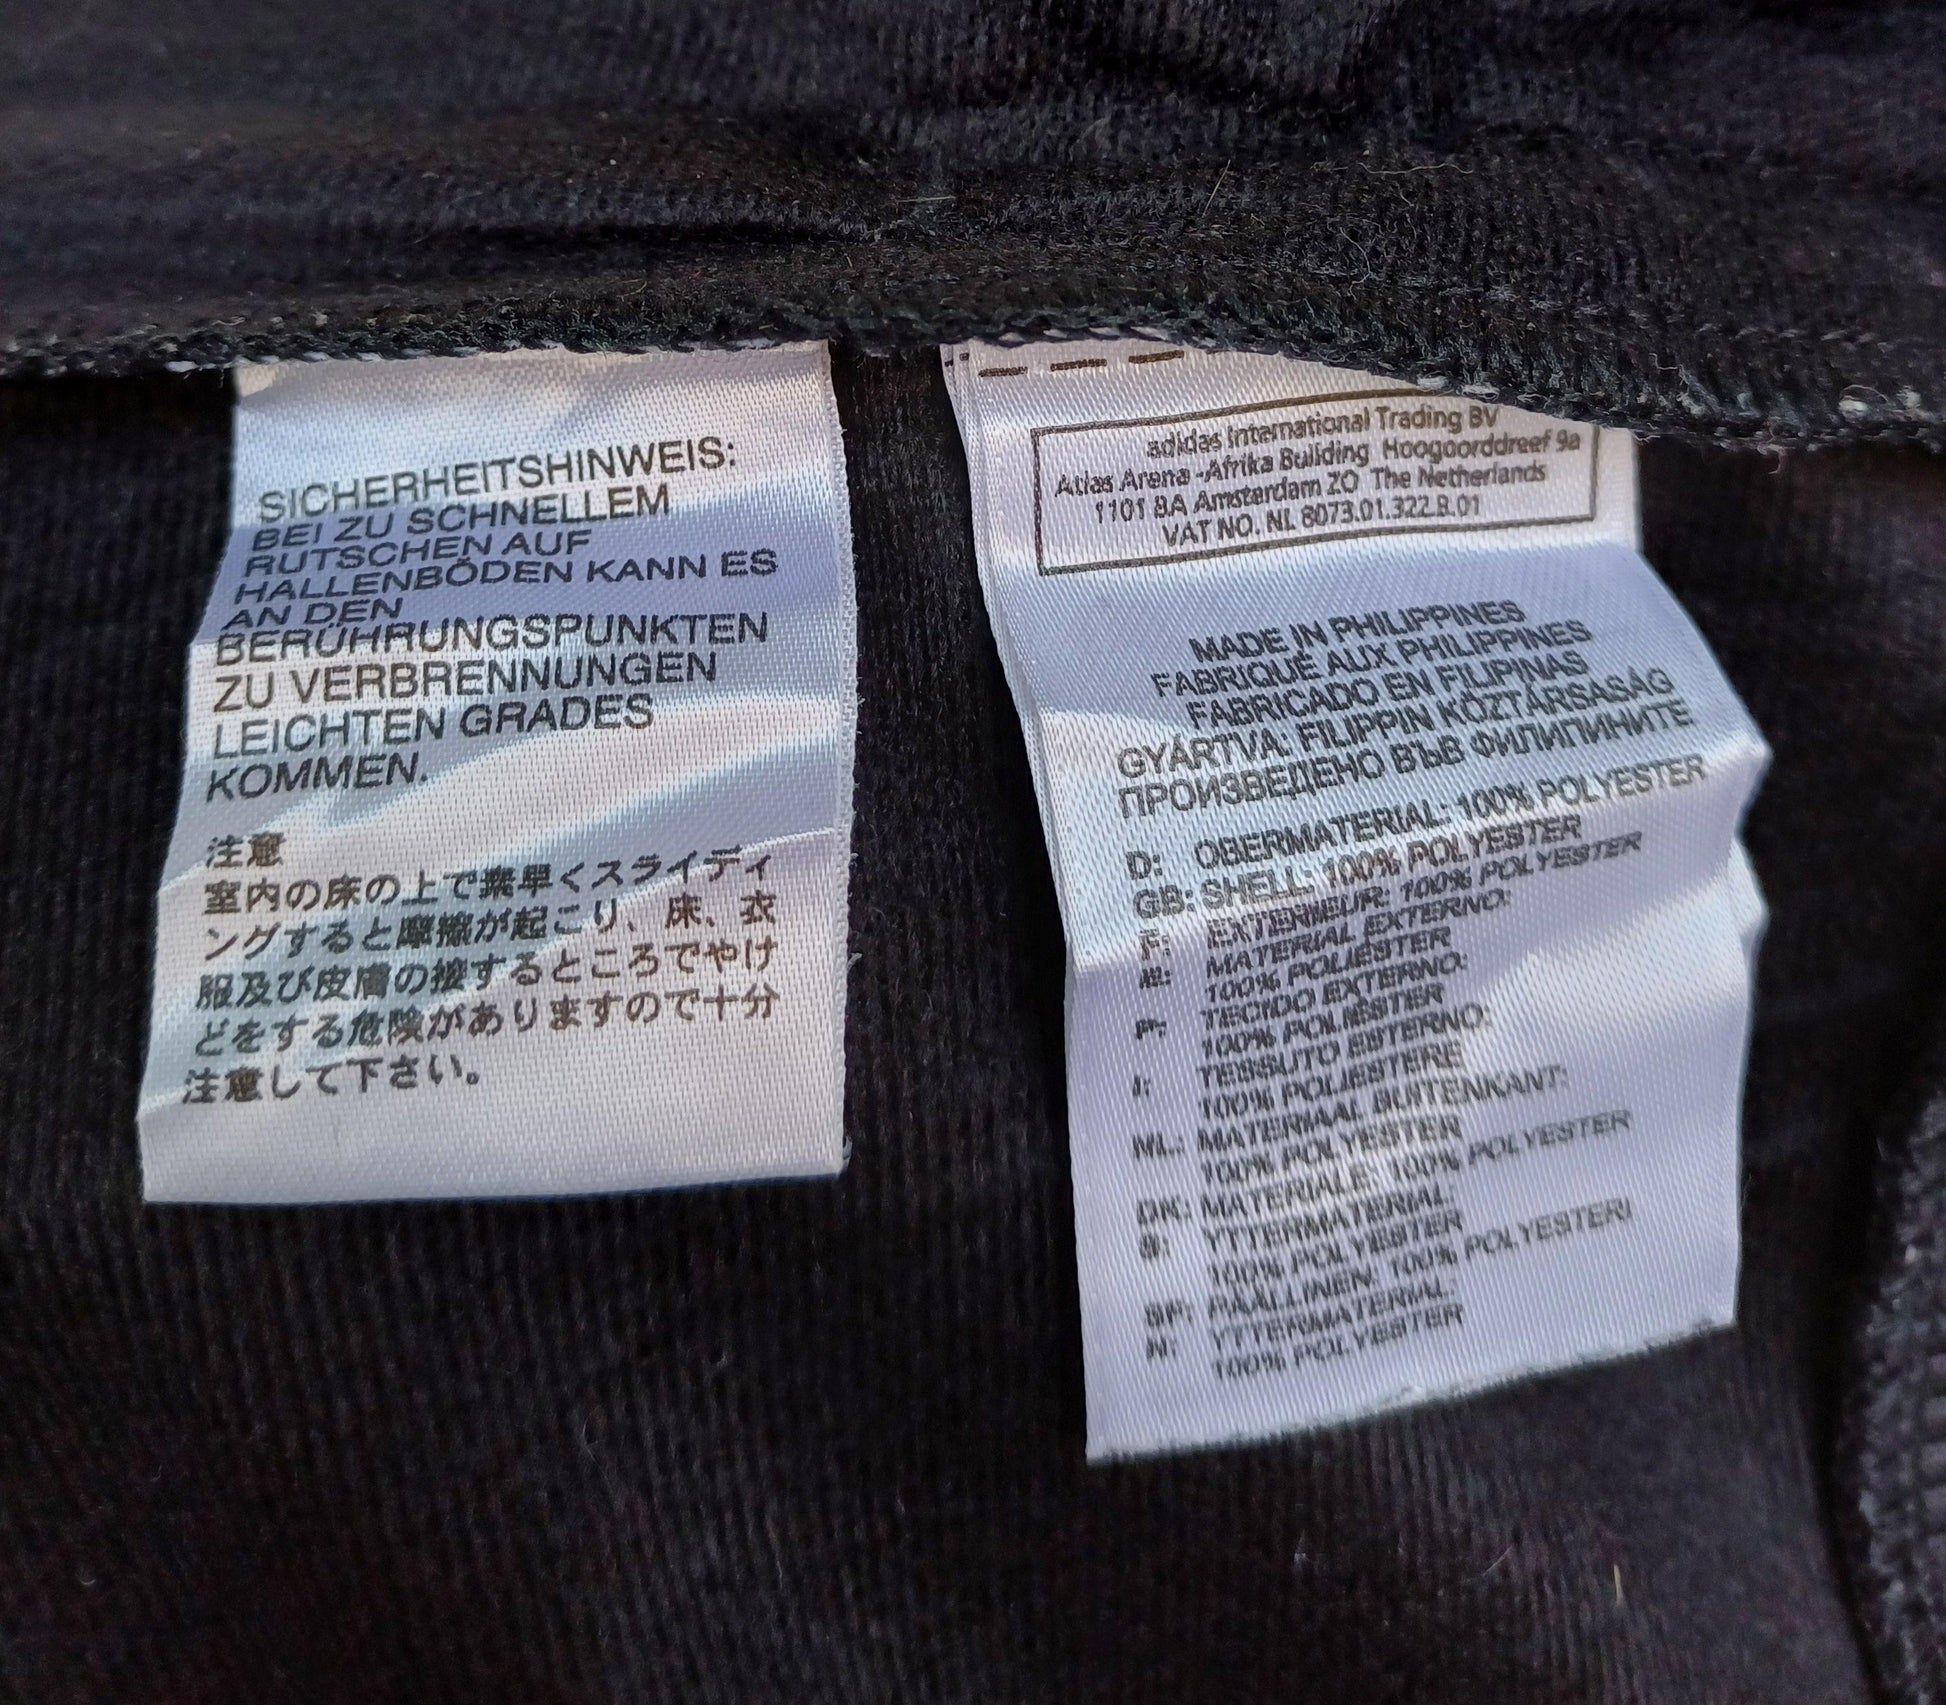 SICHERHEITSHINWEIS:
BEI ZU SCHNELLEM
RUTSCHEN AUF
HALLENBÖDEN KANN ES
AN DEN
BERÜHRUNGSPUNKTEN
ZU VERBRENNUNGEN
LEICHTEN GRADES
KOMMEN.
注意
室内の床の上で素早くスライディ
ングすると摩擦が起こり、床、衣
服及び皮膚の接するところでやけ
どをする危険がありますので十分
注意して下さい。
adidas International Trading BV
Atlas Arena -Afrika Building Hoogoorddreef 9a
1101 BA Amsterdam ZO The Netherlands
VAT NO. NL 8073.01.322.B.01
MADE IN PHILIPPINES
FABRIQUÉ AUX PHILIPPINES
FABRICADO EN FILIPINAS
GYÁRTVA: FILIPPIN KÖZTÁRSASÁG
ПРОИЗВЕДЕНО ВЪВ ФИЛИПИНИТЕ
D: OBERMATERIAL: 100% POLYESTER
GB: SHELL: 100% POLYESTER
F: EXTERIEUR: 100% POLYESTER
E: MATERIAL EXTERNO:
100% POLIÉSTER
P: TECIDO EXTERNO:
100% POLIÉSTER
I: TESSUTO ESTERNO:
100% POLIESTERE
NL: MATERIAAL BUITENKANT:
100% POLYESTER
DK: MATERIALE: 100% POLYESTER
S: YTTERMATERIAL:
100% POLYESTER
SF: PÄÄLLINEN: 100% POLYESTERI
N: YTTERMATERIAL:
100% POLYESTER